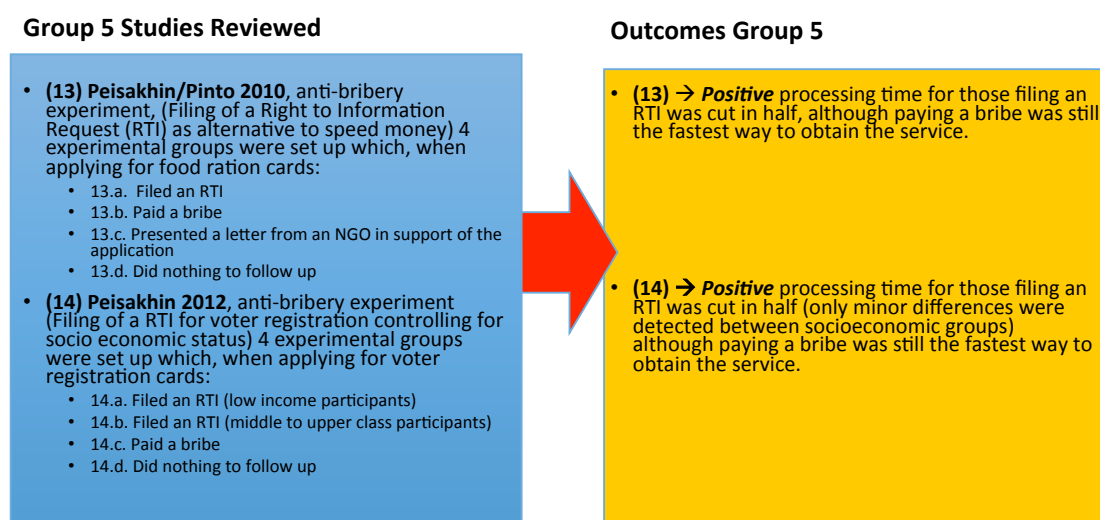 Group 5 Studies Reviewed
• (13) Peisakhin/Pinto 2010, anti-bribery
experiment, (Filing of a Right to Information
Request (RTI) as alternative to speed money) 4
experimental groups were set up which, when
applying for food ration cards:
• 13.a. Filed an RTI
• 13.b. Paid a bribe
• 13.c. Presented a letter from an NGO in support of the
application
• 13.d. Did nothing to follow up
• (14) Peisakhin 2012, anti-bribery experiment
(Filing of a RTI for voter registration controlling for
socio economic status) 4 experimental groups
were set up which, when applying for voter
registration cards:
• 14.a. Filed an RTI (low income participants)
• 14.b. Filed an RTI (middle to upper class participants)
• 14.c. Paid a bribe
• 14.d. Did nothing to follow up
Outcomes Group 5
• (13) → Positive processing time for those filing an
RTI was cut in half, although paying a bribe was still
the fastest way to obtain the service.
• (14) → Positive processing time for those filing an
RTI was cut in half (only minor differences were
detected between socioeconomic groups)
although paying a bribe was still the fastest way to
obtain the service.